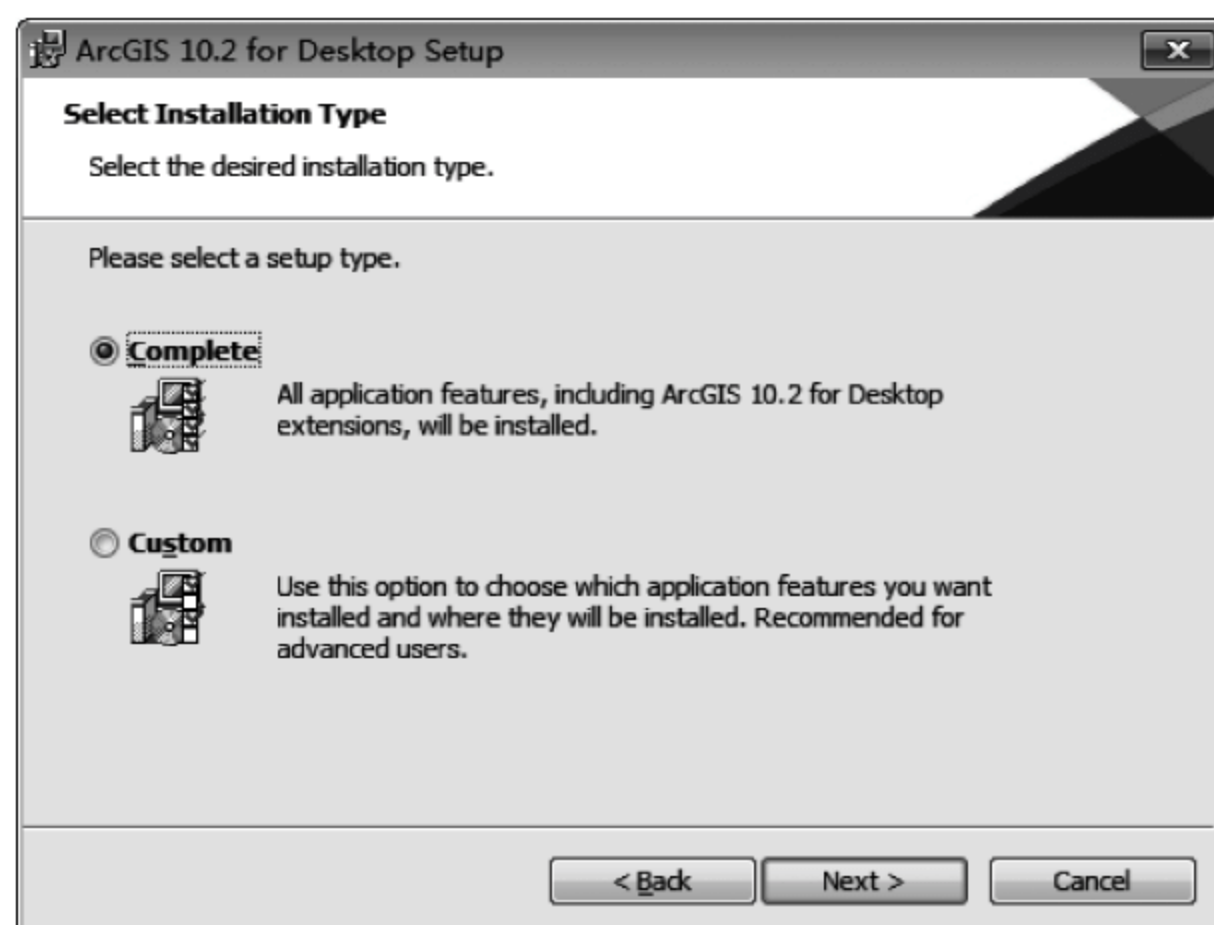 ArcGIS 10.2 for Desktop Setup
Select Installation Type
Select the desired installation type.
Please select a setup type.
Complete
All application features, including ArcGIS 10.2 for Desktop
extensions, will be installed.
Custom
Use this option to choose which application features you want
installed and where they will be installed. Recommended for
advanced users.
< Back Next > Cancel